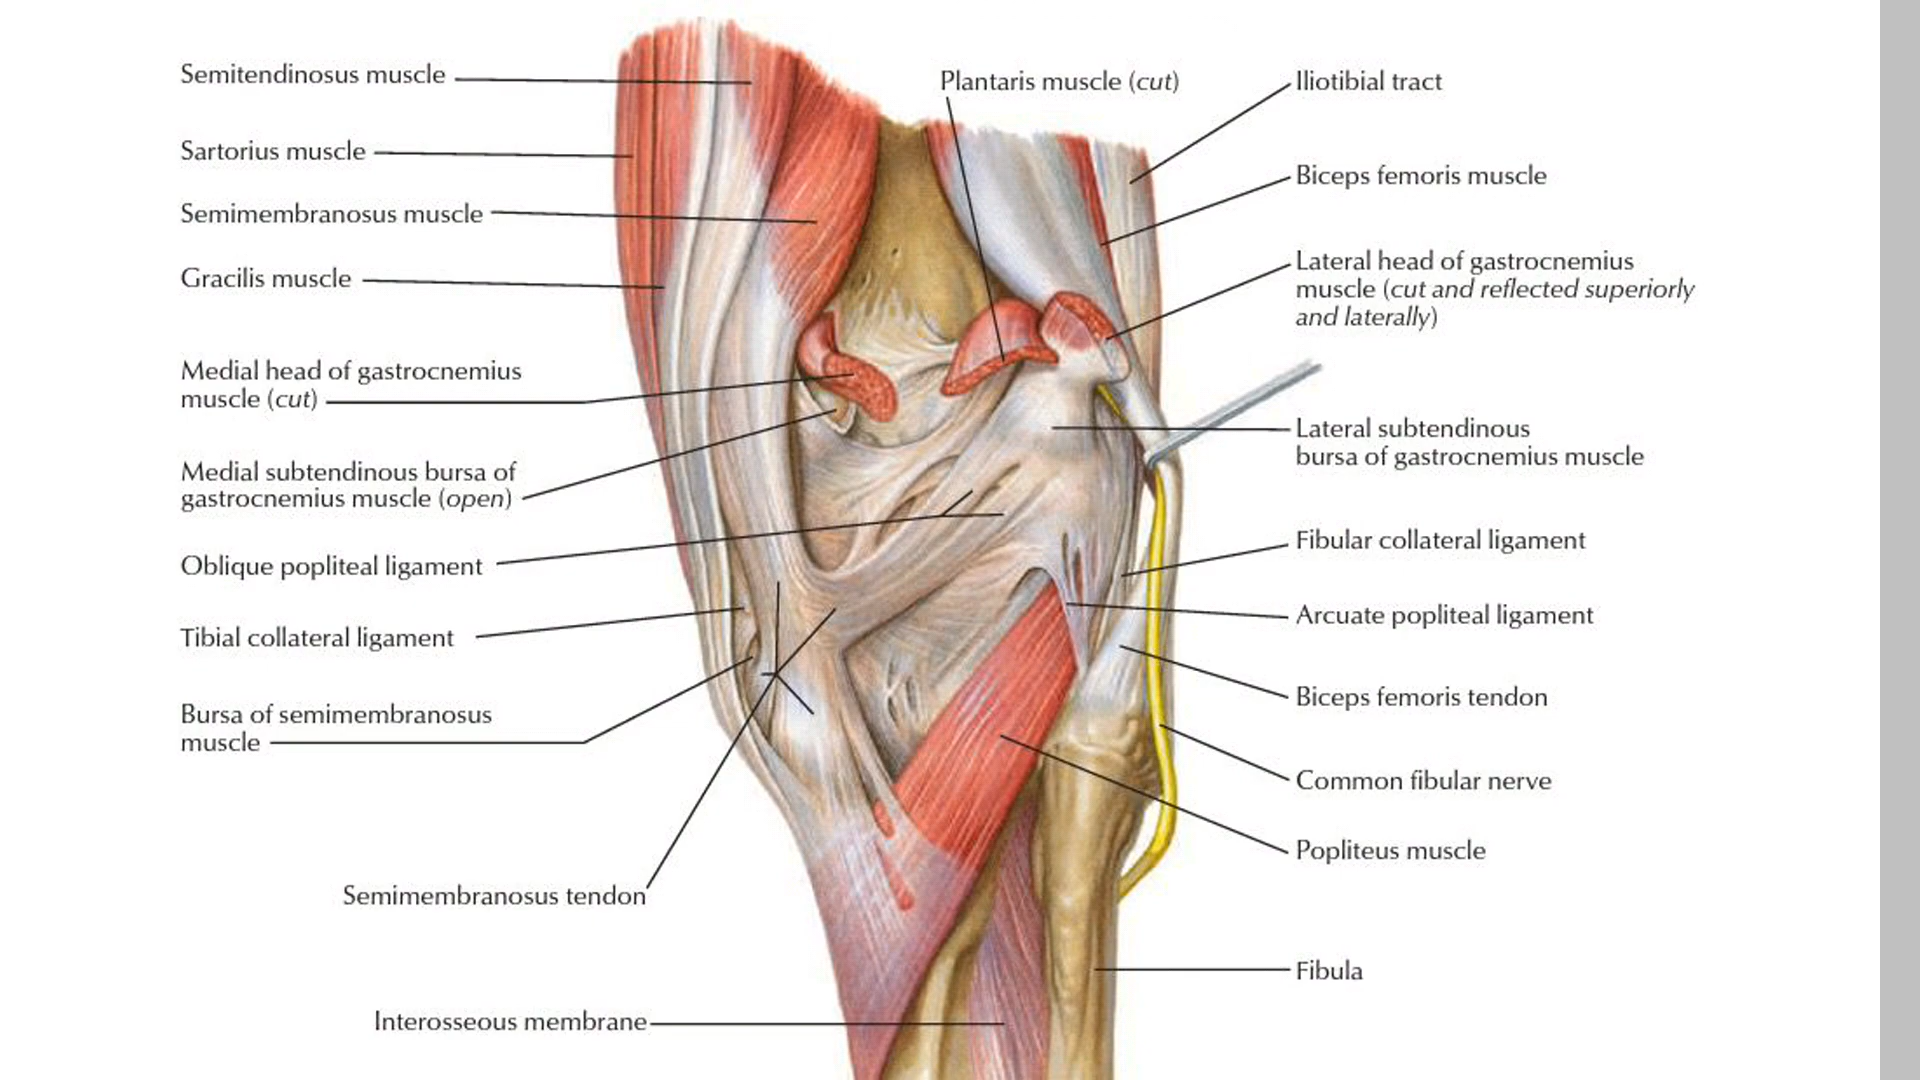 Semitendinosus muscle
Sartorius muscle
Semimembranosus muscle
Gracilis muscle
Medial head of gastrocnemius
muscle (cut)
Medial subtendinous bursa of
gastrocnemius muscle (open)
Oblique popliteal ligament
Tibial collateral ligament
Bursa of semimembranosus
muscle
Semimembranosus tendon
Interosseous membrane
Plantaris muscle (cut)
Iliotibial tract
Biceps femoris muscle
Lateral head of gastrocnemius
muscle (cut and reflected superiorly
and laterally)
Lateral subtendinous
bursa of gastrocnemius muscle
Fibular collateral ligament
Arcuate popliteal ligament
Biceps femoris tendon
Common fibular nerve
Popliteus muscle
Fibula